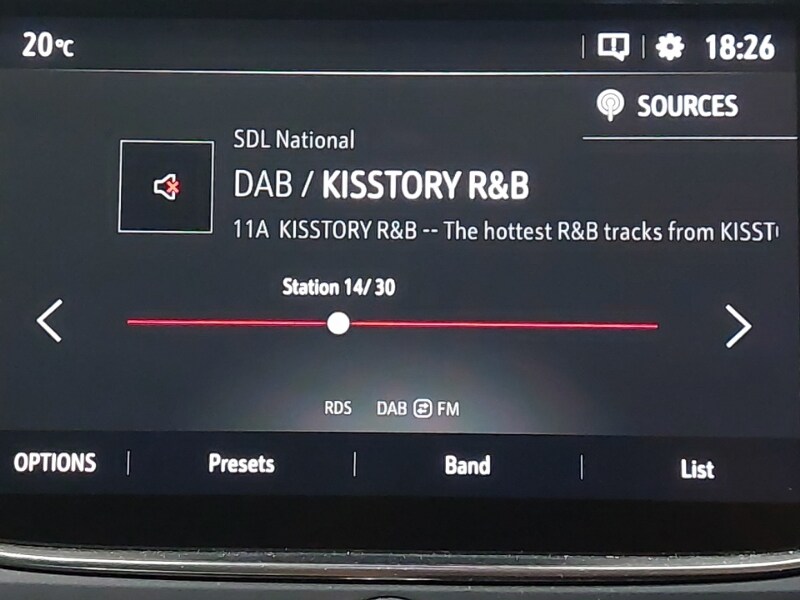 20°C
18:26
SOURCES
SDL National
DAB / KISSTORY R&B
11A KISSTORY R&B -- The hottest R&B tracks from KISST
Station 14/ 30
RDS DAB FM
OPTIONS Presets Band List